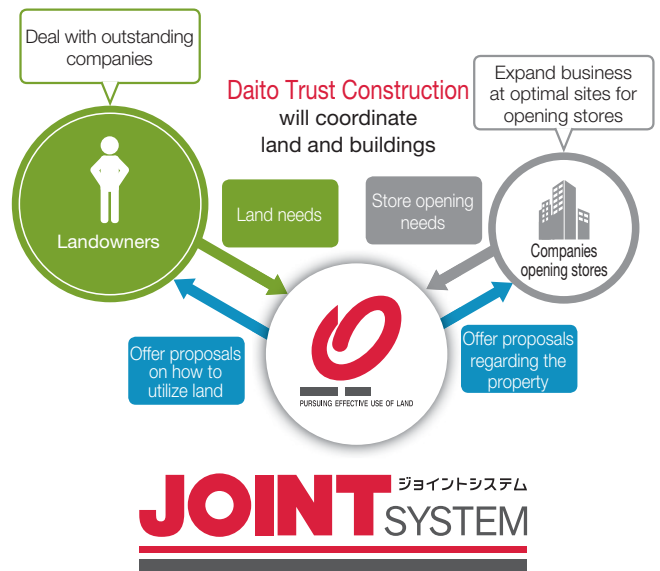 Deal with outstanding
companies
Daito Trust Construction
will coordinate
land and buildings
Expand business
at optimal sites for
opening stores
Landowners
Land needs
Store opening
needs
Companies
opening stores
Offer proposals
on how to
utilize land
PURSUING EFFECTIVE USE OF LAND
Offer proposals
regarding the
property
ジョイントシステム
JOINT SYSTEM